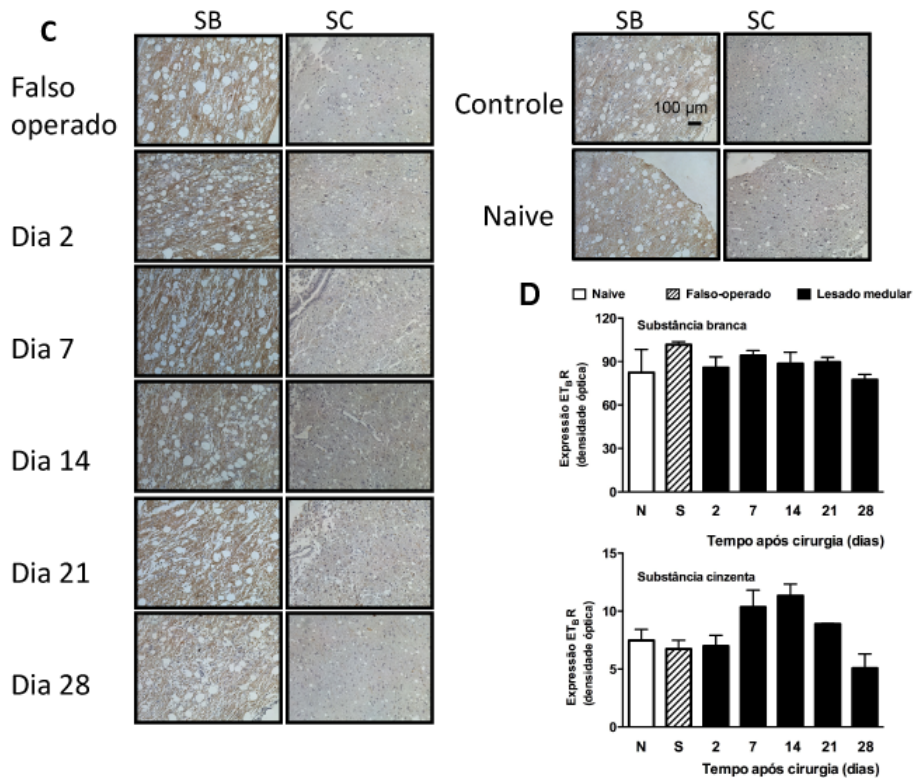 C
SB SC
Falso
operado
Dia 2
Dia 7
Dia 14
Dia 21
Dia 28
SB SC
Controle
100 µm
Naive
D
Naive Falso-operado Lesado medular
Substância branca
Expressão ETBR
(densidade óptica)
120
90
60
30
0
N S 2 7 14 21 28
Tempo após cirurgia (dias)
Substância cinzenta
Expressão ETBR
(densidade óptica)
15
10
5
0
N S 2 7 14 21 28
Tempo após cirurgia (dias)